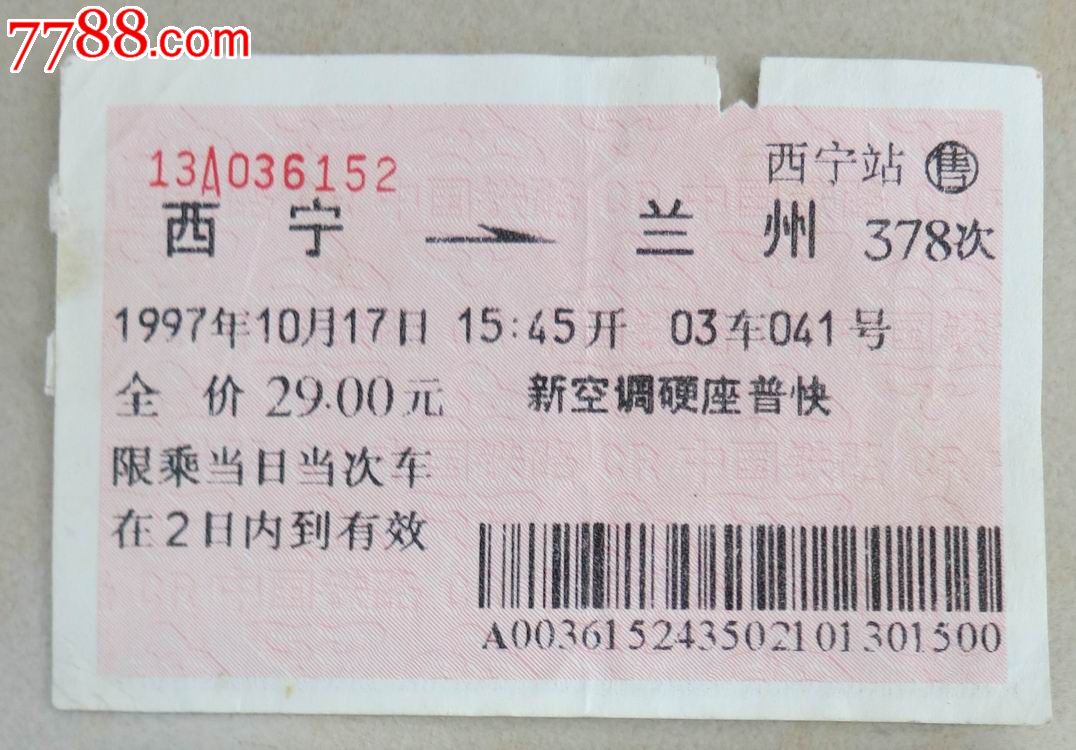 7788.com
13A036152
西宁站 售
西宁 → 兰州 378次
1997年10月17日 15:45开 03车041号
全价 29.00元 新空调硬座普快
限乘当日当次车
在2日内到有效
A00361524350210130150​0